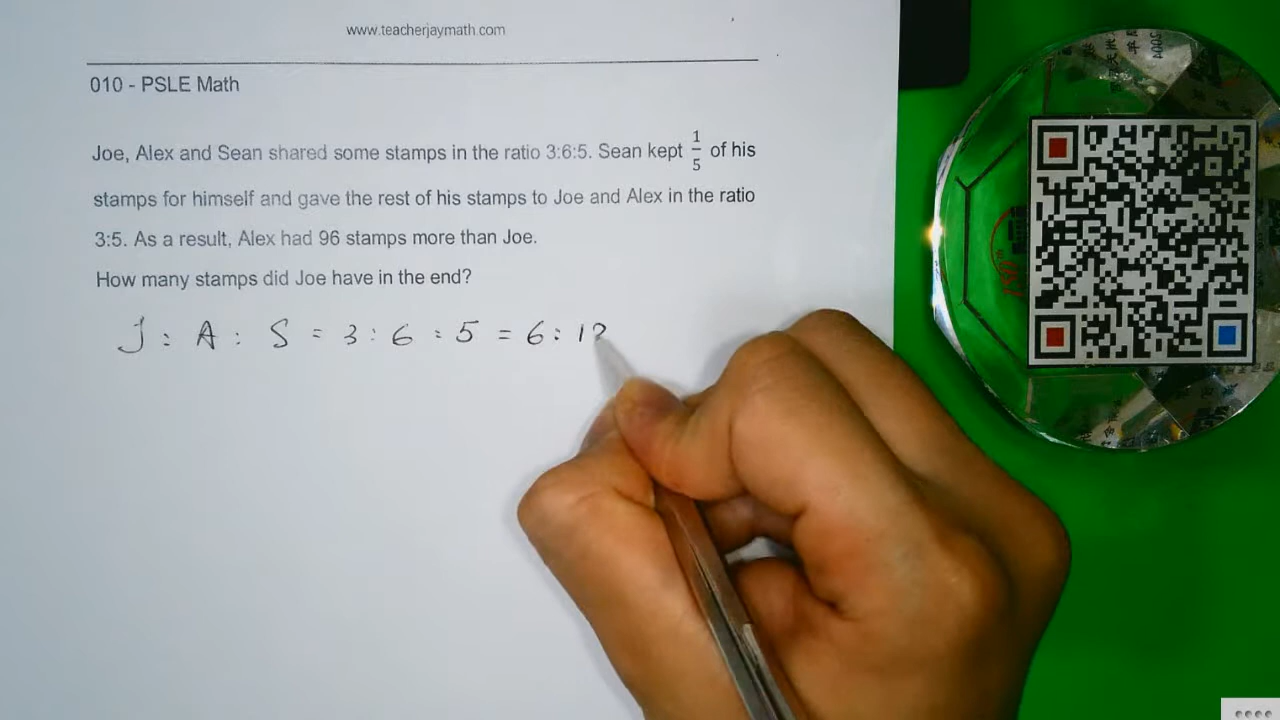 www.teacherjaymath.com
010 - PSLE Math
Joe, Alex and Sean shared some stamps in the ratio 3:6:5. Sean kept 1/5 of his
stamps for himself and gave the rest of his stamps to Joe and Alex in the ratio
3:5. As a result, Alex had 96 stamps more than Joe.
How many stamps did Joe have in the end?
J : A : S = 3 : 6 : 5 = 6 : 12